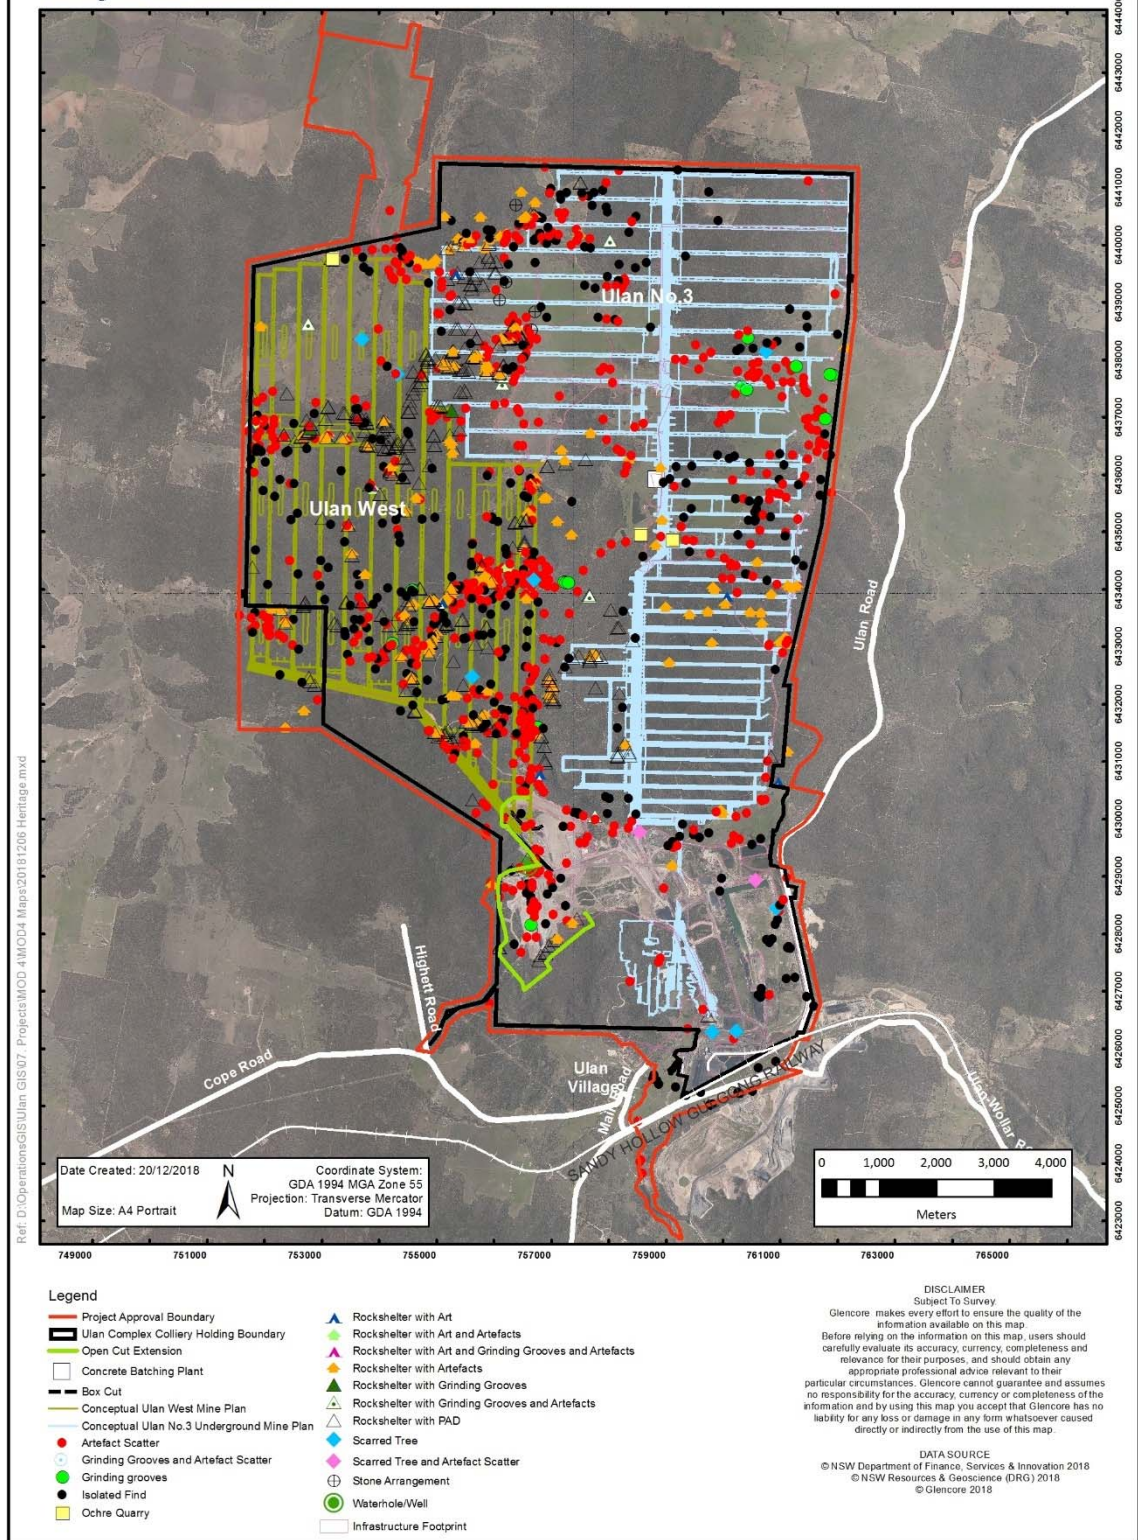 6444000
6443000
6442000
6441000
6440000
6439000
6438000
6437000
6436000
6435000
6434000
6433000
6432000
6431000
6430000
6429000
6428000
6427000
6426000
6425000
6424000
6423000
Ulan No.3
Ulan West
Ulan Road
Highett Road
Cope Road
Ulan
Village
Main Road
SANDY HOLLOW GULGONG RAILWAY
Ulan-Wollar
Ref: D:\OperationsGIS\Ulan GIS\07. Projects\MOD 4\MOD4 Maps\20181206 Heritage.mxd
Date Created: 20/12/2018
Map Size: A4 Portrait
N
Coordinate System:
GDA 1994 MGA Zone 55
Projection: Transverse Mercator
Datum: GDA 1994
0 1,000 2,000 3,000 4,000
Meters
749000 751000 753000 755000 757000 759000 761000 763000 765000
Legend
Project Approval Boundary
Ulan Complex Colliery Holding Boundary
Open Cut Extension
Concrete Batching Plant
Box Cut
Conceptual Ulan West Mine Plan
Conceptual Ulan No.3 Underground Mine Plan
Artefact Scatter
Grinding Grooves and Artefact Scatter
Grinding grooves
Isolated Find
Ochre Quarry
Rockshelter with Art
Rockshelter with Art and Artefacts
Rockshelter with Art and Grinding Grooves and Artefacts
Rockshelter with Artefacts
Rockshelter with Grinding Grooves
Rockshelter with Grinding Grooves and Artefacts
Rockshelter with PAD
Scarred Tree
Scarred Tree and Artefact Scatter
Stone Arrangement
Waterhole/Well
Infrastructure Footprint
DISCLAIMER
Subject To Survey
Glencore makes every effort to ensure the quality of the
information available on this map.
Before relying on the information on this map, users should
carefully evaluate its accuracy, currency, completeness and
relevance for their purposes, and should obtain any
appropriate professional advice relevant to their
particular circumstances. Glencore cannot guarantee and assumes
no responsibility for the accuracy, currency or completeness of the
information and by using this map you accept that Glencore has no
liability for any loss or damage in any form whatsoever caused
directly or indirectly from the use of this map.
DATA SOURCE
© NSW Department of Finance, Services & Innovation 2018
© NSW Resources & Geoscience (DRG) 2018
© Glencore 2018